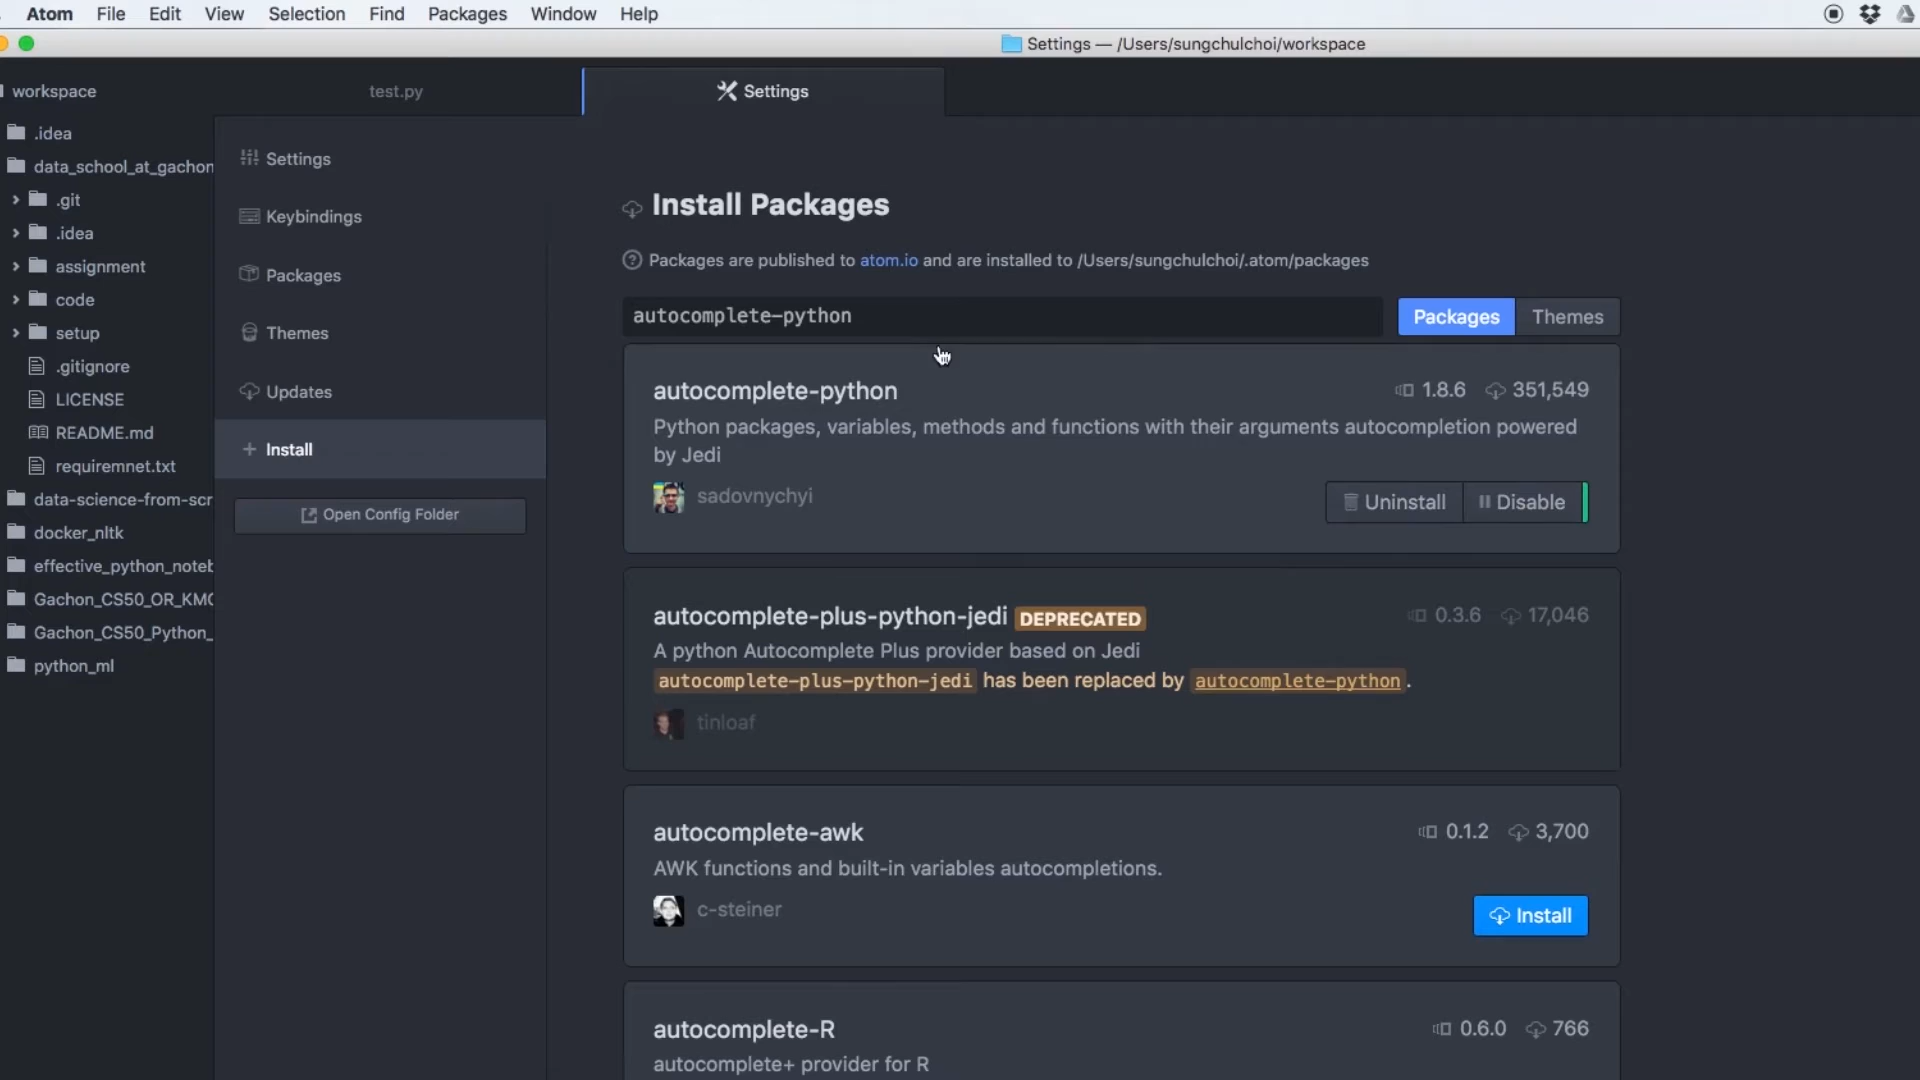 Atom File Edit View Selection Find Packages Window Help
Settings — /Users/sungchulchoi/workspace
workspace
test.py
Settings
.idea
data_school_at_gachon
.git
.idea
assignment
code
setup
.gitignore
LICENSE
README.md
requiremnet.txt
data-science-from-scr
docker_nltk
effective_python_noteb
Gachon_CS50_OR_KMO
Gachon_CS50_Python_
python_ml
Settings
Keybindings
Packages
Themes
Updates
Install
Open Config Folder
Install Packages
Packages are published to atom.io and are installed to /Users/sungchulchoi/.atom/packages
autocomplete-python
Packages Themes
autocomplete-python 1.8.6 351,549
Python packages, variables, methods and functions with their arguments autocompletion powered
by Jedi
sadovnychyi
Uninstall Disable
autocomplete-plus-python-jedi DEPRECATED 0.3.6 17,046
A python Autocomplete Plus provider based on Jedi
autocomplete-plus-python-jedi has been replaced by autocomplete-python.
tinloaf
autocomplete-awk 0.1.2 3,700
AWK functions and built-in variables autocompletions.
c-steiner
Install
autocomplete-R 0.6.0 766
autocomplete+ provider for R